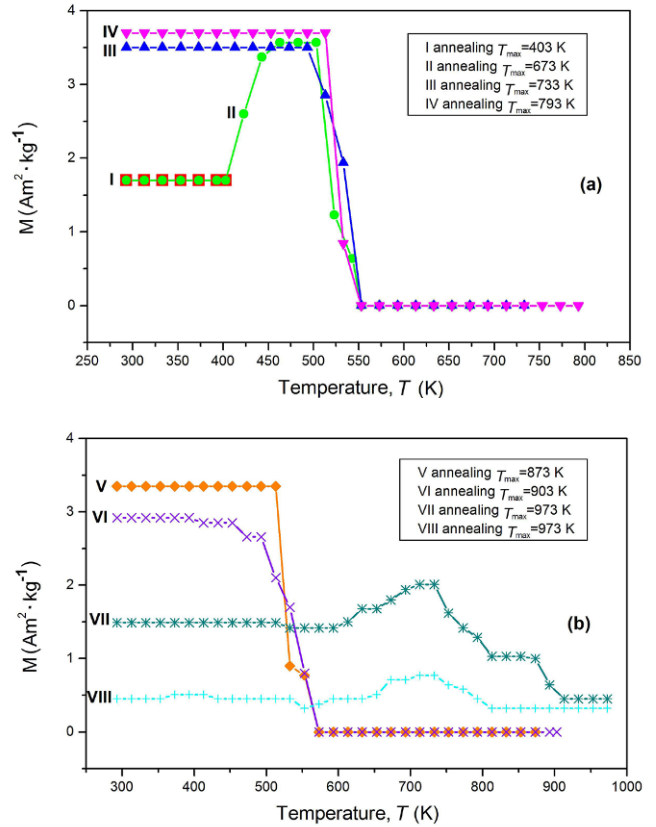 4
3
2
1
0
M (Am²·kg⁻¹)
IV
III
II
I
I annealing Tmax=403 K
II annealing Tmax=673 K
III annealing Tmax=733 K
IV annealing Tmax=793 K
(a)
250 300 350 400 450 500 550 600 650 700 750 800 850
Temperature, T (K)
4
3
2
1
0
M (Am²·kg⁻¹)
V
VI
VII
VIII
V annealing Tmax=873 K
VI annealing Tmax=903 K
VII annealing Tmax=973 K
VIII annealing Tmax=973 K
(b)
300 400 500 600 700 800 900 1000
Temperature, T (K)